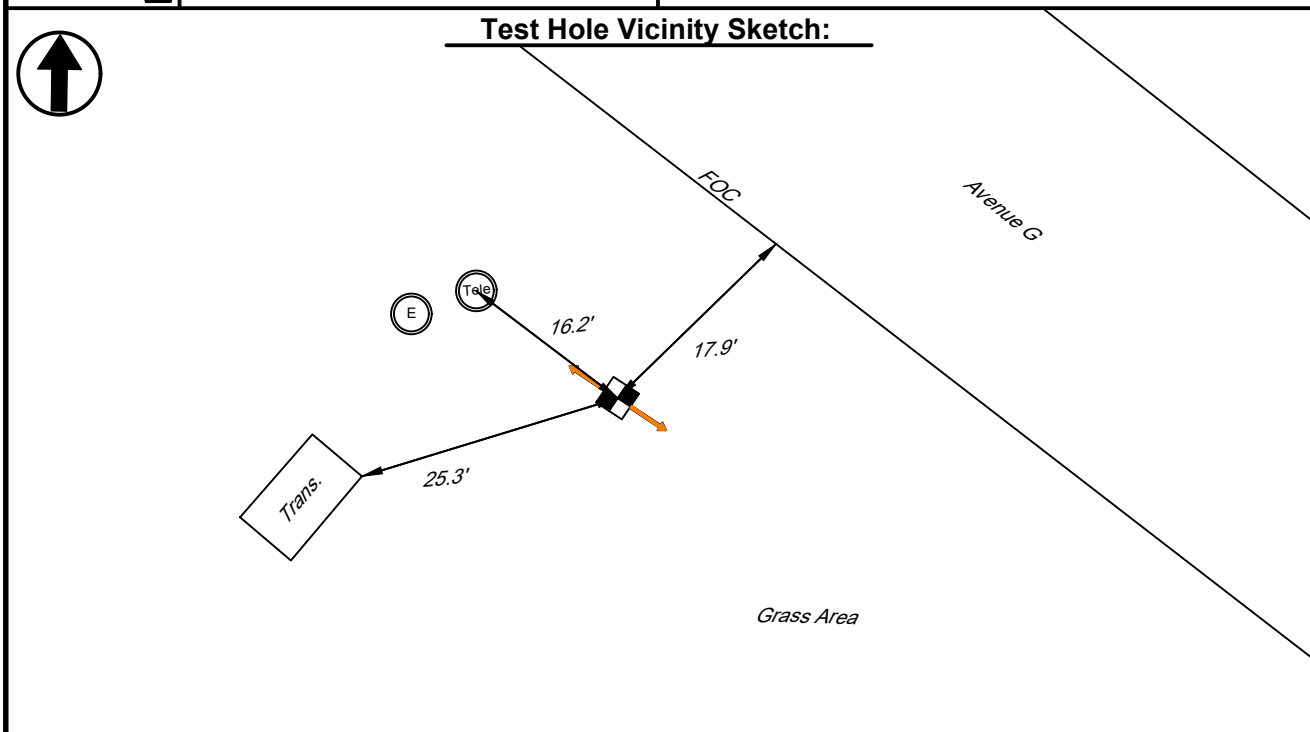 Test Hole Vicinity Sketch:
FOC
Avenue G
Tele
E
16.2'
17.9'
25.3'
Trans.
Grass Area